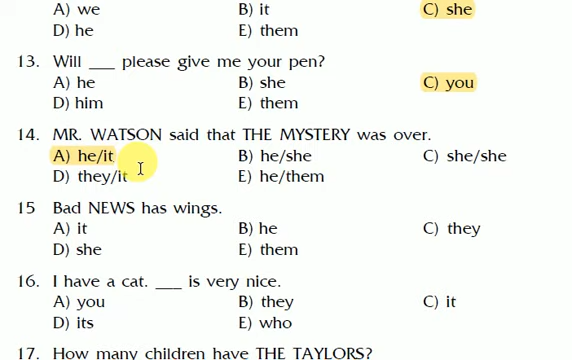 A) we B) it C) she
D) he E) them
13. Will ___ please give me your pen?
A) he B) she C) you
D) him E) them
14. MR. WATSON said that THE MYSTERY was over.
A) he/it B) he/she C) she/she
D) they/it E) he/them
15 Bad NEWS has wings.
A) it B) he C) they
D) she E) them
16. I have a cat. ___ is very nice.
A) you B) they C) it
D) its E) who
17. How many children have THE TAYLORS?